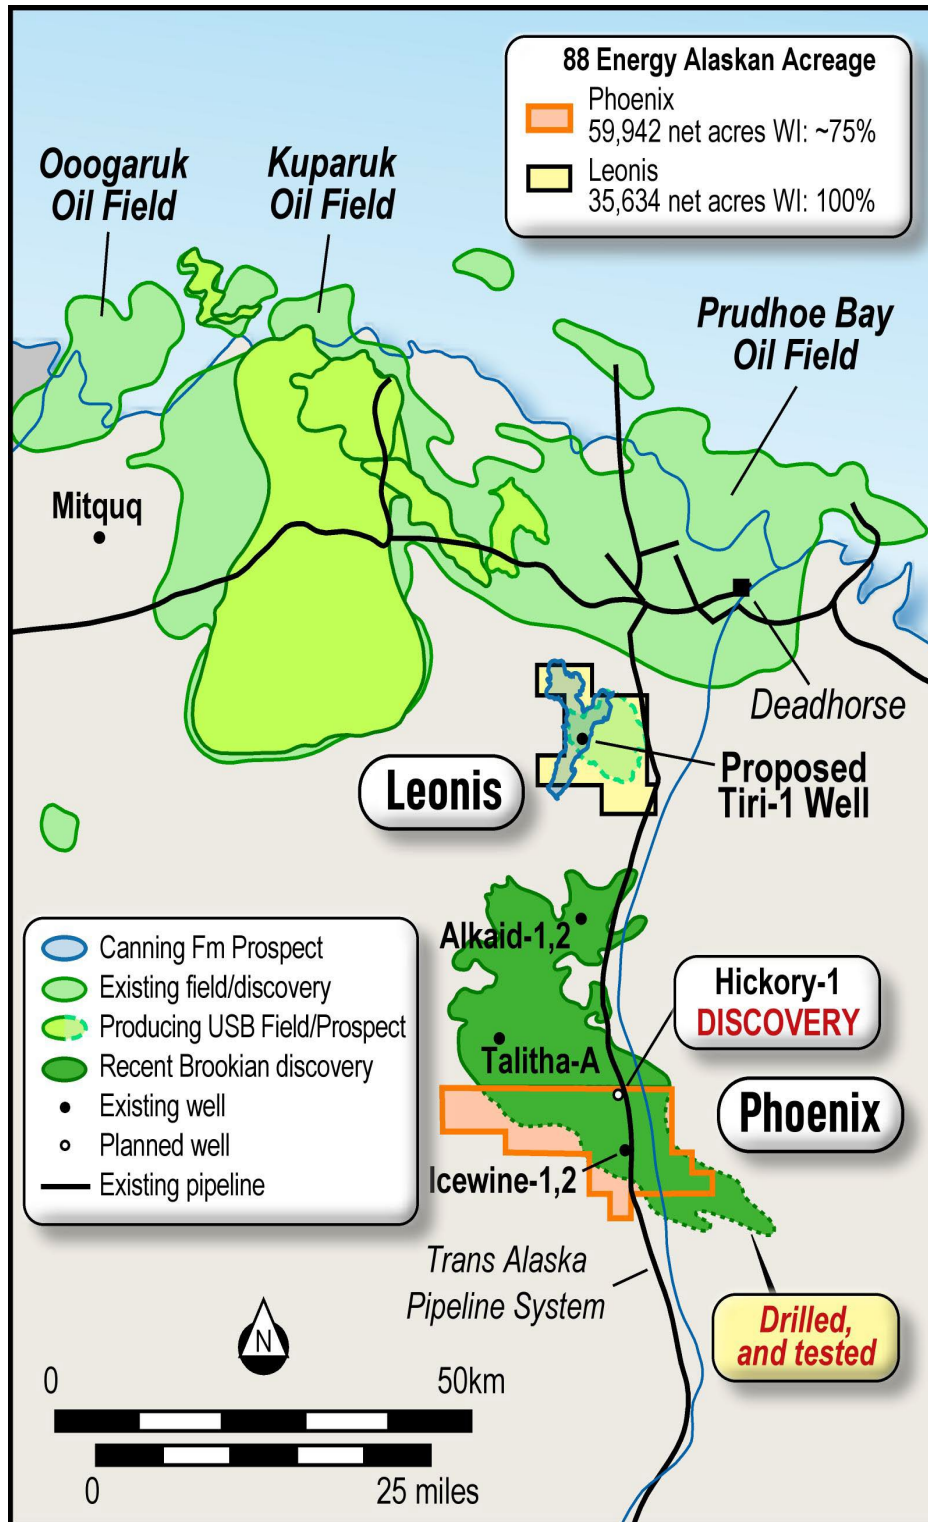 88 Energy Alaskan Acreage
Phoenix
59,942 net acres WI: ~75%
Leonis
35,634 net acres WI: 100%
Ooogaruk
Oil Field
Kuparuk
Oil Field
Prudhoe Bay
Oil Field
Mitquq
Deadhorse
Proposed
Tiri-1 Well
Leonis
Alkaid-1,2
Canning Fm Prospect
Existing field/discovery
Producing USB Field/Prospect
Recent Brookian discovery
Existing well
Planned well
Existing pipeline
Hickory-1
DISCOVERY
Talitha-A
Phoenix
Icewine-1,2
Trans Alaska
Pipeline System
Drilled,
and tested
N
0 50km
0 25 miles